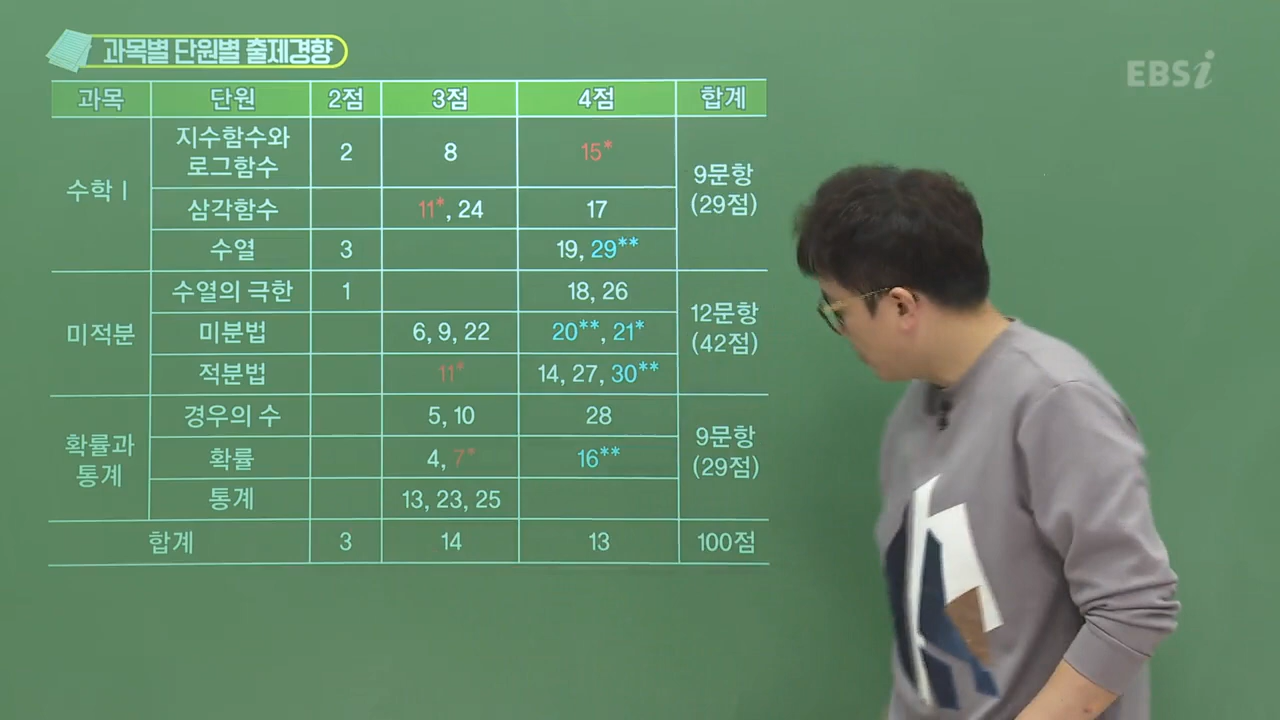 과목별 단원별 출제경향
EBSi
과목 단원 2점 3점 4점 합계
수학 I
지수함수와
로그함수
2 8 15*
삼각함수 11*, 24 17
수열 3 19, 29**
9문항
(29점)
미적분
수열의 극한 1 18, 26
미분법 6, 9, 22 20**, 21*
적분법 11* 14, 27, 30**
12문항
(42점)
확률과
통계
경우의 수 5, 10 28
확률 4, 7* 16**
통계 13, 23, 25
9문항
(29점)
합계 3 14 13 100점